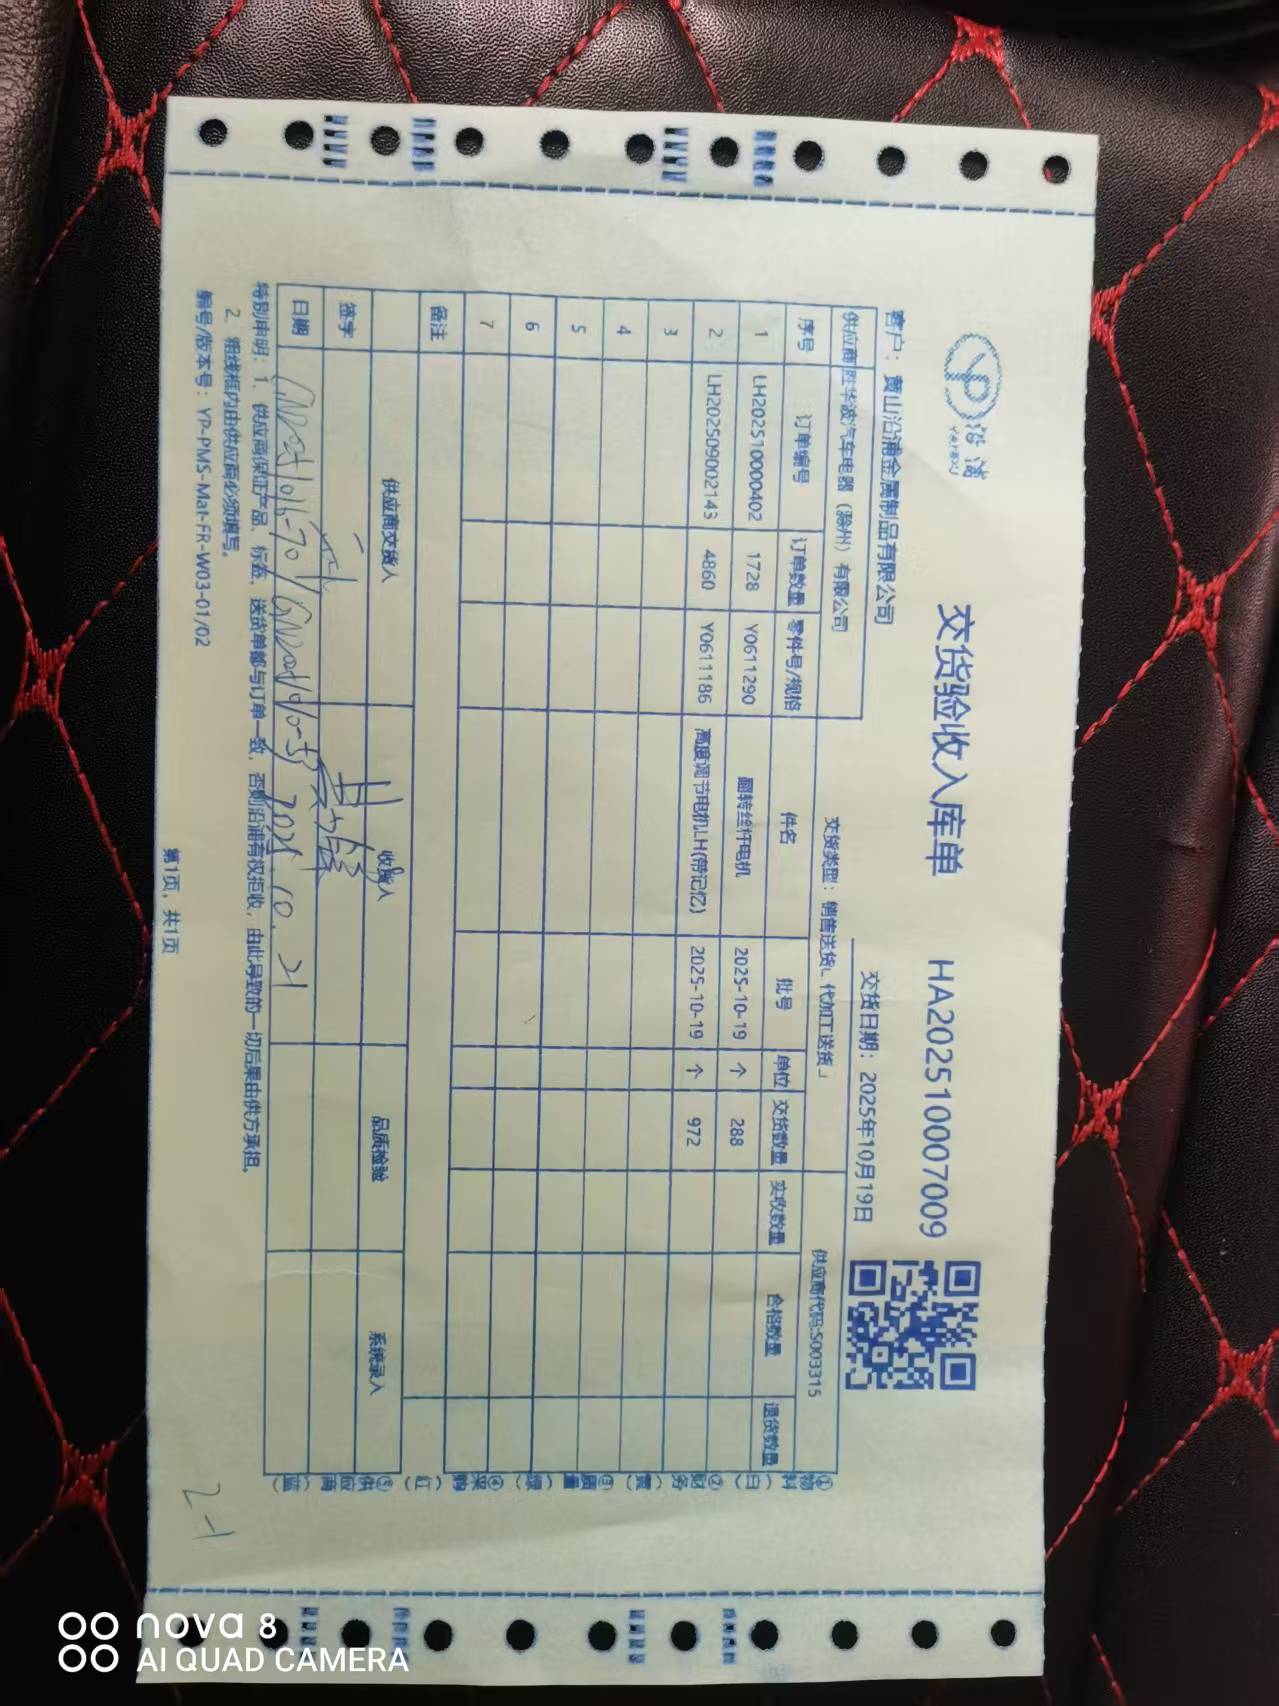 沿浦
YANPU
交货验收入库单
HA202510007009
客户：黄山沿浦金属制品有限公司
交货日期：2025年10月19日
供应商 胜华波汽车电器（滁州）有限公司
交货类型：销售送货 代加工送货
供应商代码:S003315
序号 订单编号 订单数量 零件号/规格 件名 批号 单位 交货数量 实收数量 合格数量 退货数量
1 LH202510000402 1728 Y0611290 翻转丝杆电机 2025-10-19 个 288
2 LH202509002143 4860 Y0611186 高度调节电机LH(带记忆) 2025-10-19 个 972
3
4
5
6
7
备注
供应商交货人 收货人 品质检验 系统录入
签字
日期 2025.10.21
特别申明：1、供应商保证产品、标签、送货单都与订单一致，否则沿浦有权拒收，由此导致的一切后果由供方承担。
2、粗线框内由供应商必须填写。
编号/版本号：YP-PMS-Mat-FR-W03-01/02
第1页，共1页
①物料（白）②财务（黄）③质量（绿）④采购（红）⑤供应商（蓝）
2-1
nova 8
AI QUAD CAMERA